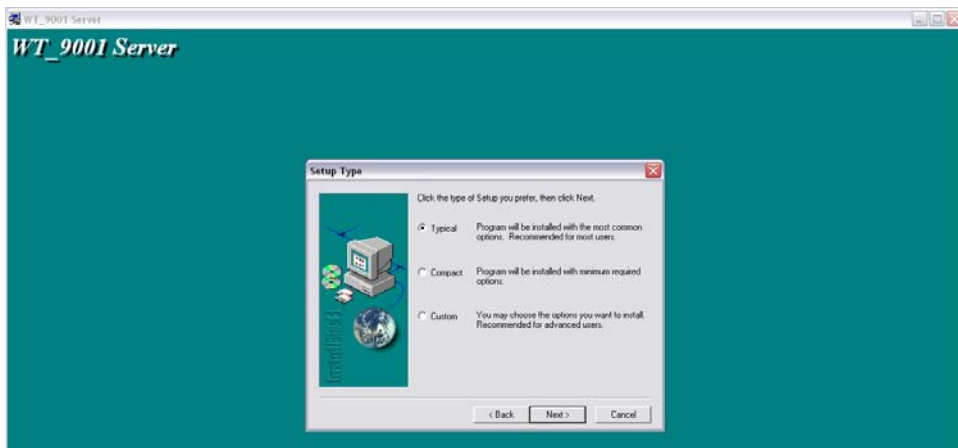 WT_9001 Server
WT_9001 Server
Setup Type
Click the type of Setup you prefer, then click Next.
Typical
Program will be installed with the most common
options. Recommended for most users.
Compact
Program will be installed with minimum required
options.
Custom
You may choose the options you want to install.
Recommended for advanced users.
InstallShield
< Back
Next >
Cancel